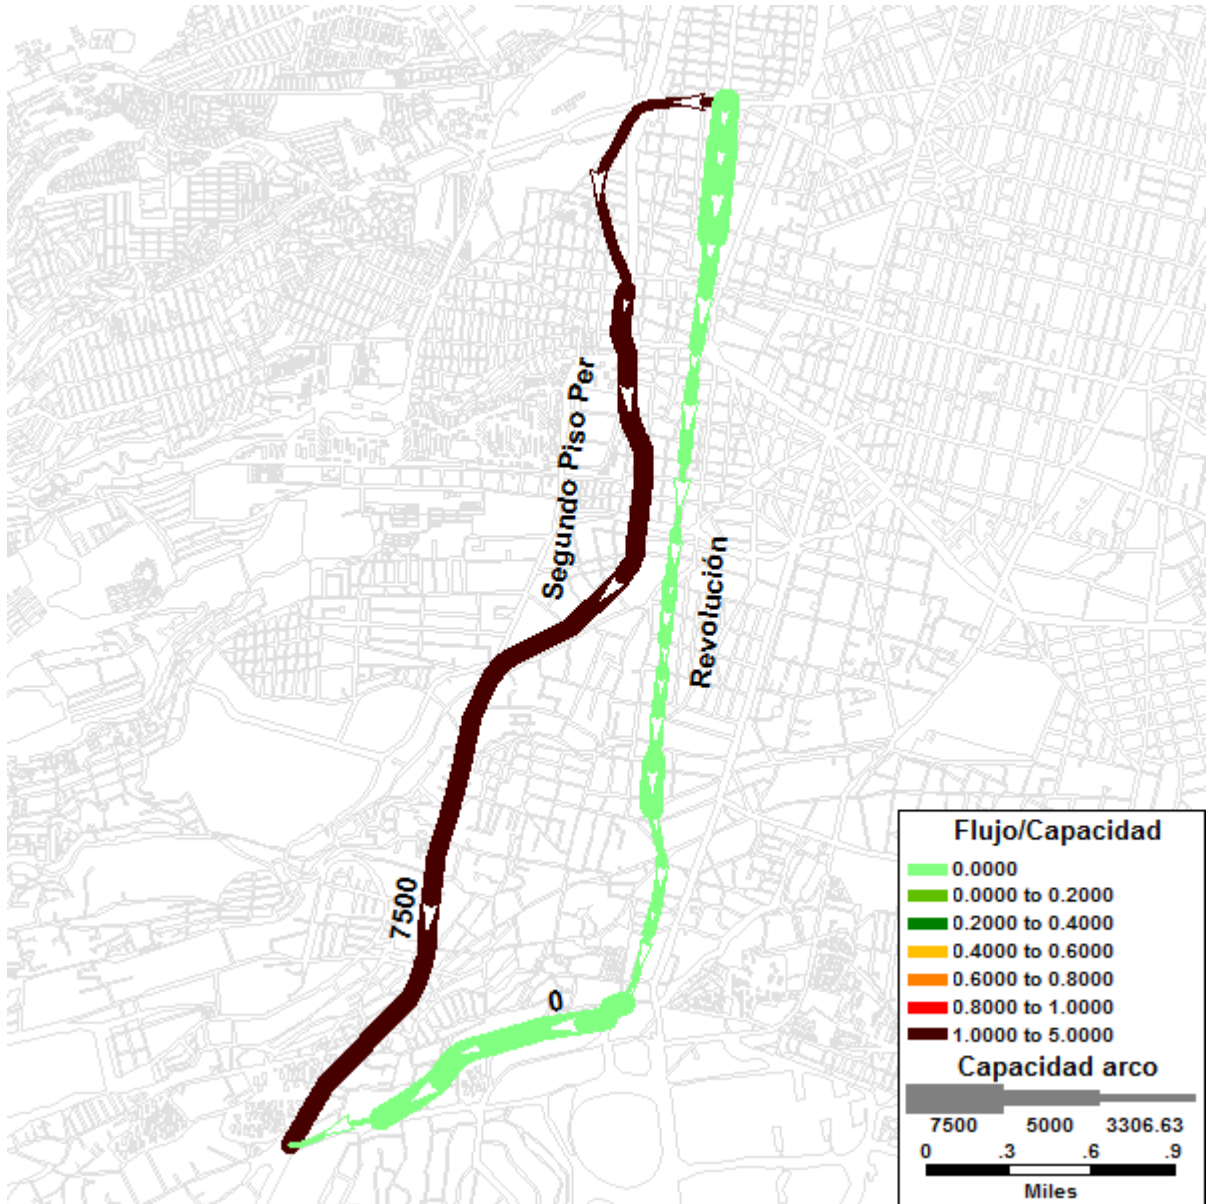 Segundo Piso Per
Revolución
7500
0
Flujo/Capacidad
0.0000
0.0000 to 0.2000
0.2000 to 0.4000
0.4000 to 0.6000
0.6000 to 0.8000
0.8000 to 1.0000
1.0000 to 5.0000
Capacidad arco
7500 5000 3306.63
0 .3 .6 .9
Miles